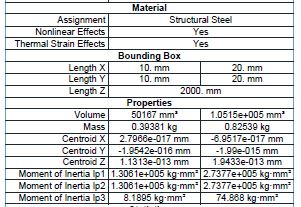 Material
Assignment Structural Steel
Nonlinear Effects Yes
Thermal Strain Effects Yes
Bounding Box
Length X 10. mm 20. mm
Length Y 10. mm 20. mm
Length Z 2000. mm
Properties
Volume 50167 mm³ 1.0515e+005 mm³
Mass 0.39381 kg 0.82539 kg
Centroid X 2.7966e-017 mm -6.9517e-017 mm
Centroid Y -1.9542e-016 mm -1.99e-015 mm
Centroid Z 1.1313e-013 mm 1.9433e-013 mm
Moment of Inertia Ip1 1.3061e+005 kg·mm² 2.7377e+005 kg·mm²
Moment of Inertia Ip2 1.3061e+005 kg·mm² 2.7377e+005 kg·mm²
Moment of Inertia Ip3 8.1895 kg·mm² 74.868 kg·mm²